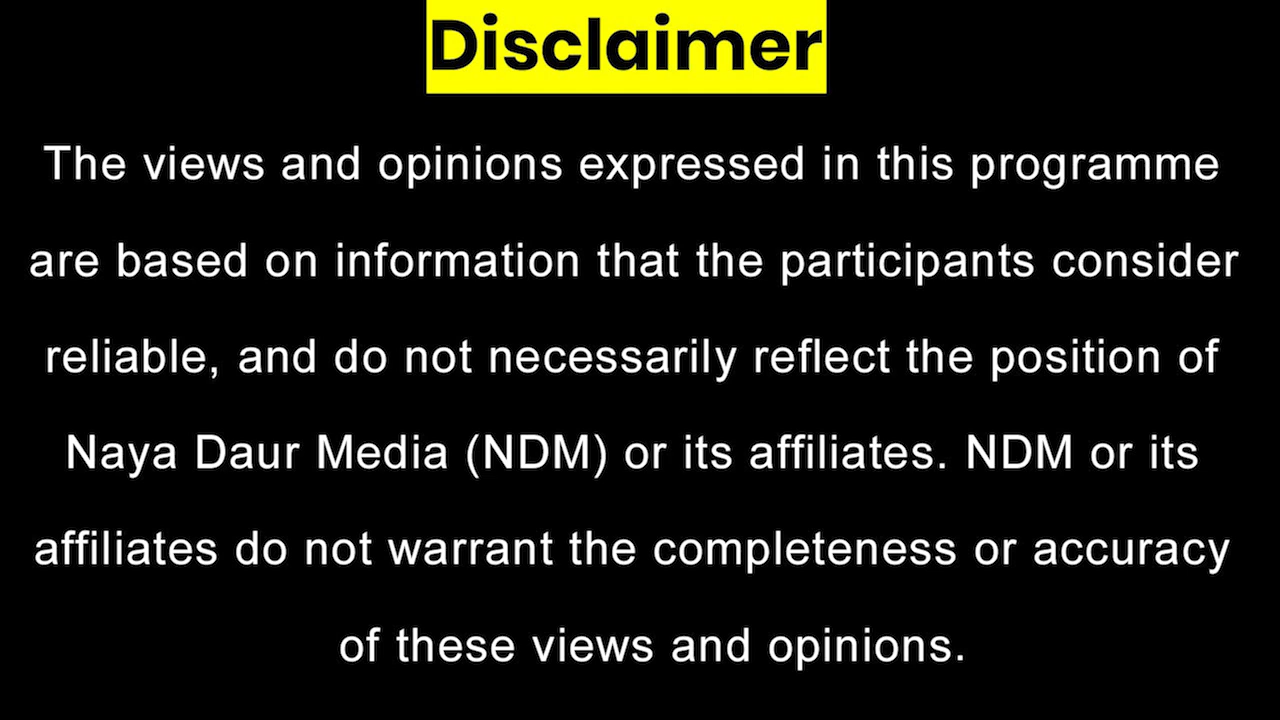 Disclaimer
The views and opinions expressed in this programme
are based on information that the participants consider
reliable, and do not necessarily reflect the position of
Naya Daur Media (NDM) or its affiliates. NDM or its
affiliates do not warrant the completeness or accuracy
of these views and opinions.